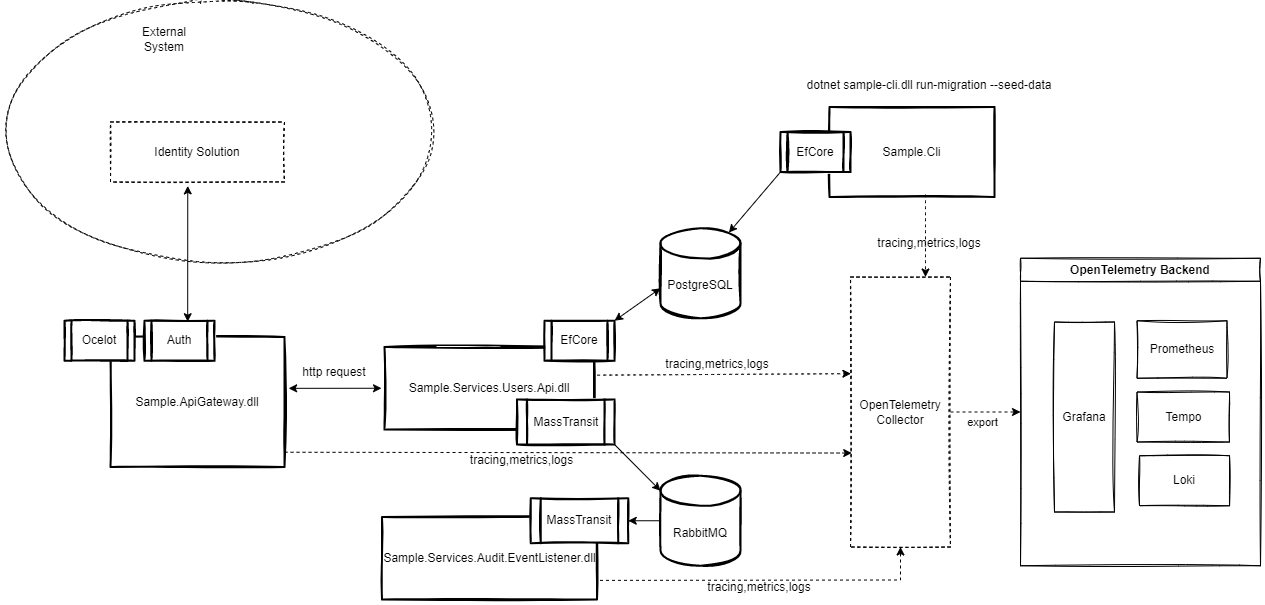 External
System
Identity Solution
dotnet sample-cli.dll run-migration --seed-data
EfCore
Sample.Cli
tracing,metrics,logs
PostgreSQL
OpenTelemetry Backend
Ocelot
Auth
EfCore
Sample.ApiGateway.dll
http request
Sample.Services.Users.Api.dll
tracing,metrics,logs
MassTransit
tracing,metrics,logs
OpenTelemetry
Collector
export
Grafana
Prometheus
Tempo
Loki
MassTransit
RabbitMQ
Sample.Services.Audit.EventListener.dll
tracing,metrics,logs